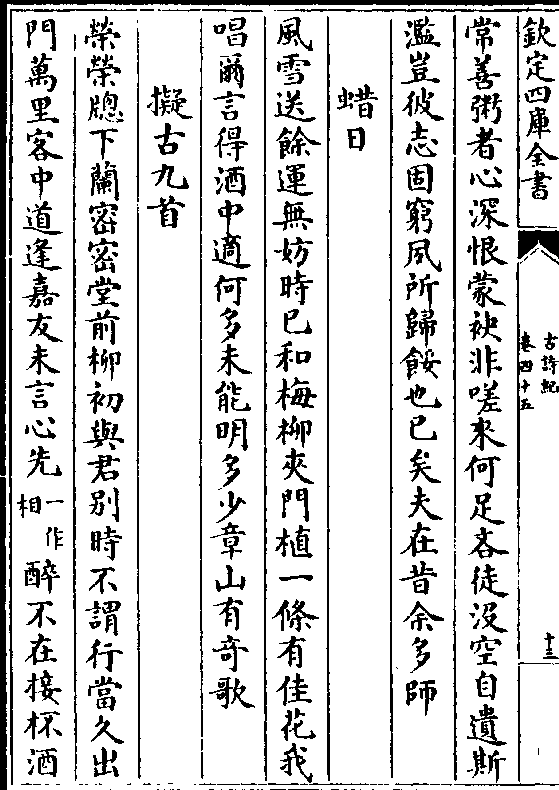 欽定四庫全書
古詩紀
卷四十五
十三
常善粥者心深恨蒙袂非嗟來何足吝徒沒空自遺斯
濫豈彼志固窮夙所歸餒也已矣夫在昔余多師
蜡日
風雪送餘運無妨時已和梅柳夾門植一條有佳花我
唱爾言得酒中適何多未能明多少章山有奇歌
擬古九首
榮榮牕下蘭密密堂前柳初與君別時不謂行當久出
門萬里客中道逢嘉友未言心先一作相醉不在接杯酒